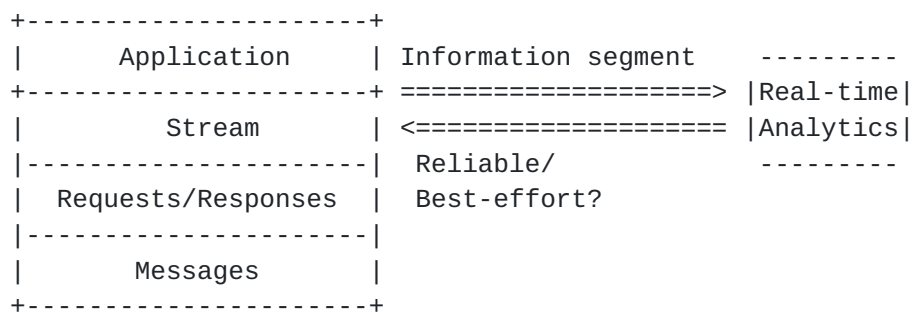 +----------------------+
|      Application     | Information segment    ---------
+----------------------+ ====================> |Real-time|
|         Stream       | <==================== |Analytics|
|----------------------|  Reliable/             ---------
|  Requests/Responses  |  Best-effort?
|----------------------|
|       Messages       |
+----------------------+